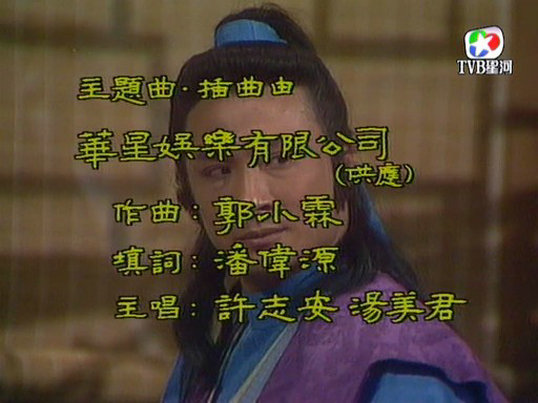 TVB星河
主題曲·插曲由
華星娛樂有限公司
(供應)
作曲：郭小霖
填詞：潘偉源
主唱：許志安 湯美君